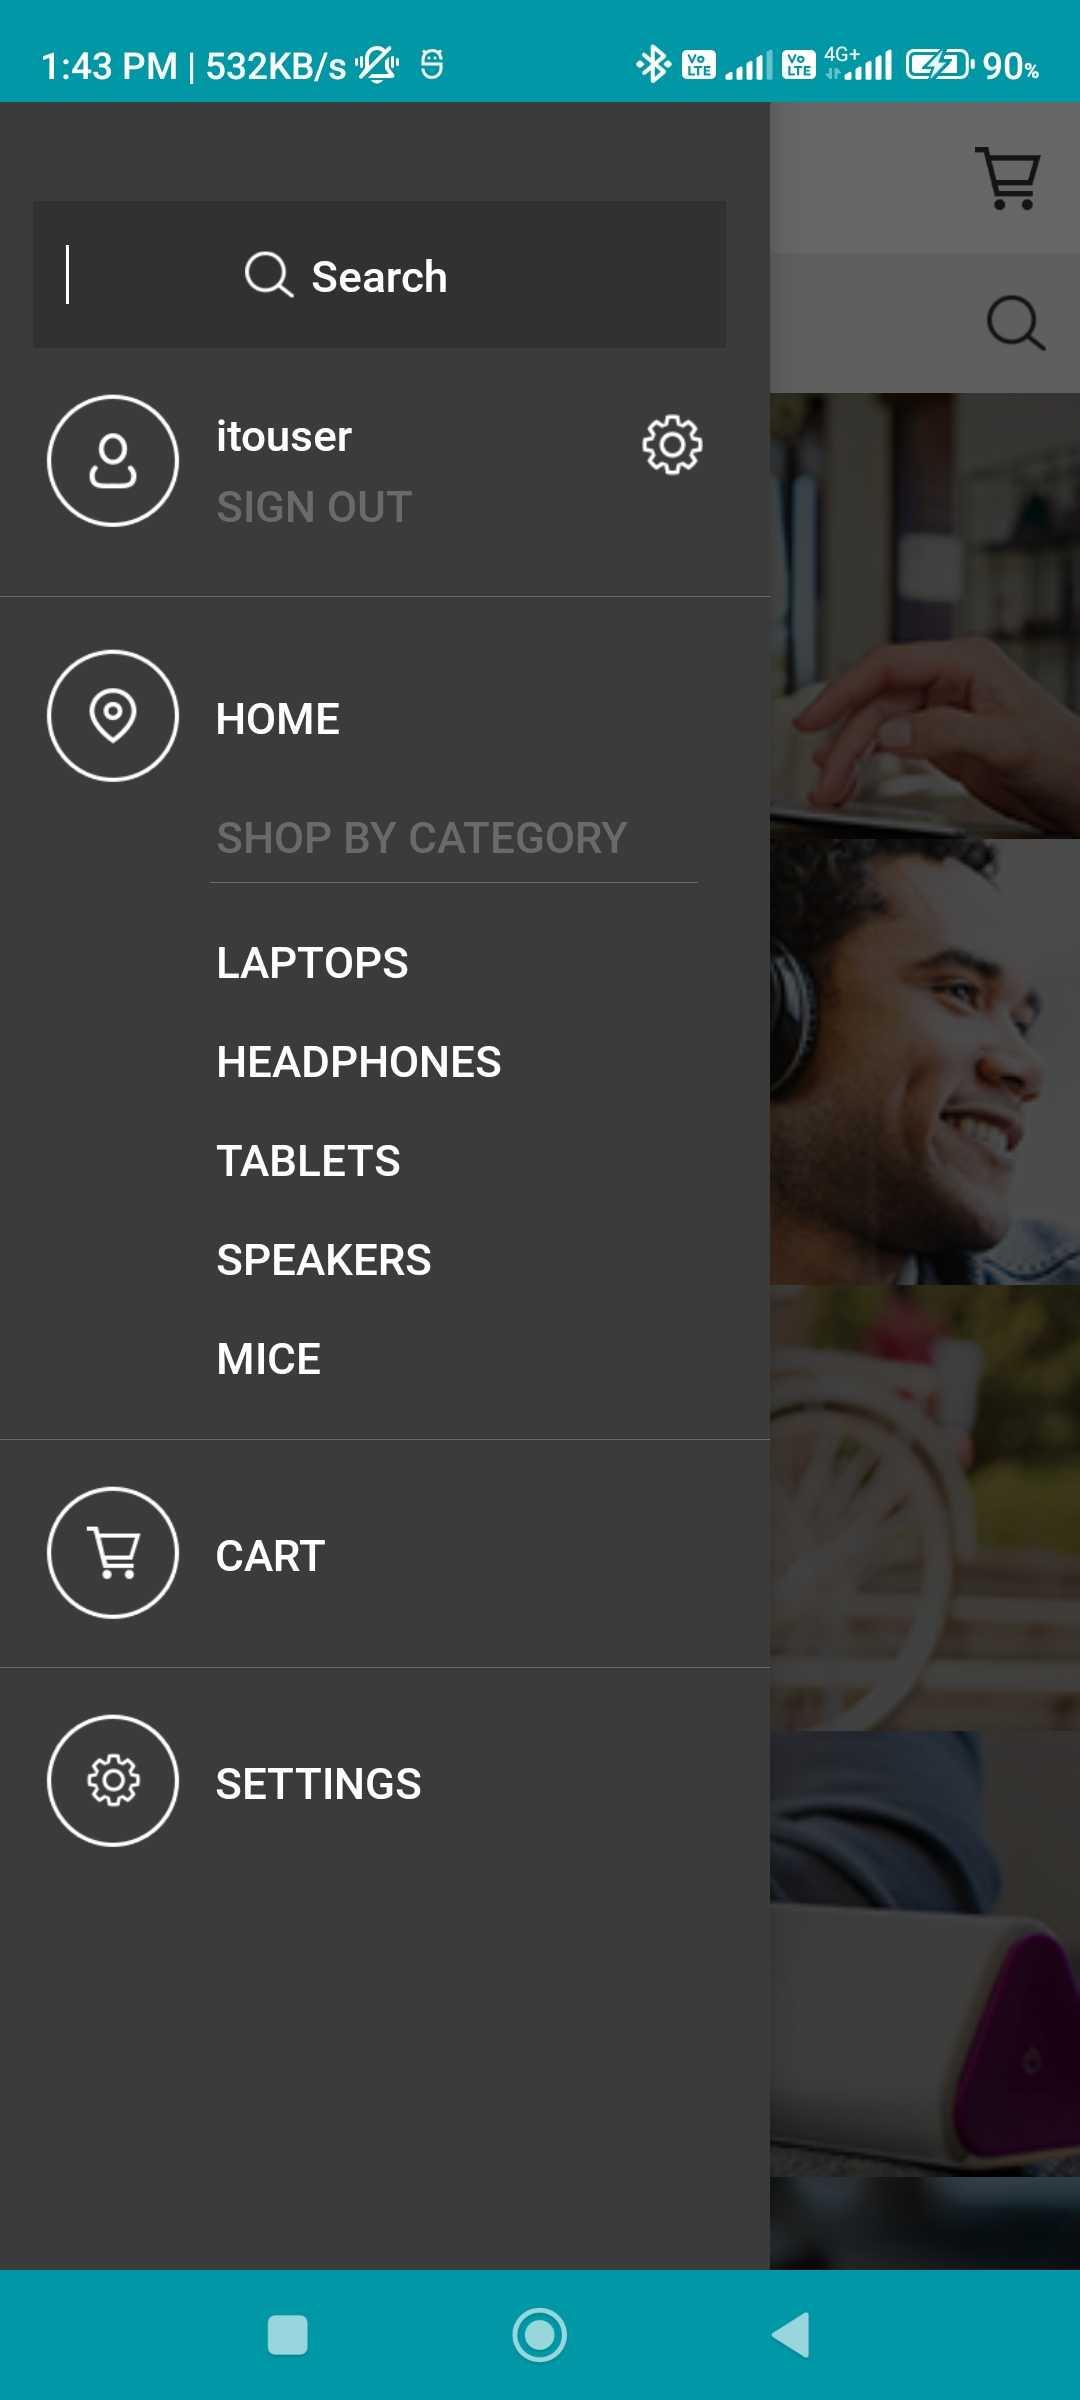 1:43 PM | 532KB/s Vo LTE Vo LTE 4G+ 90%
Search
itouser
SIGN OUT
HOME
SHOP BY CATEGORY
LAPTOPS
HEADPHONES
TABLETS
SPEAKERS
MICE
CART
SETTINGS